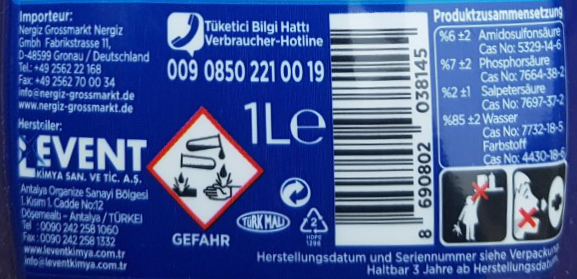 Importeur:
Nergiz Grossmarkt Nergiz
Gmbh Fabrikstrasse 11,
D-48599 Gronau / Deutschland
Tel.: +49 2562 22 168
Fax: +49 2562 70 00 34
info@nergiz-grossmarkt.de
www.nergiz-grossmarkt.de
Hersteller:
LEVENT
KİMYA SAN. VE TİC. A.Ş.
Antalya Organize Sanayi Bölgesi
1. Kısım 1. Cadde No:12
Döşemealtı - Antalya / TÜRKEI
Tel : 0090 242 258 1060
Fax : 0090 242 258 1332
www.leventkimya.com.tr
info@leventkimya.com.tr
Tüketici Bilgi Hattı
Verbraucher-Hotline
009 0850 221 00 19
1L e
GEFAHR
TÜRK MALI
2
HDPE
1296
8 690802 038145
Produktzusammensetzung
%6 ±2 Amidosulfonsäure
Cas No: 5329-14-6
%7 ±2 Phosphorsäure
Cas No: 7664-38-2
%2 ±1 Salpetersäure
Cas No: 7697-37-2
%85 ±2 Wasser
Cas No: 7732-18-5
Farbstoff
Cas No: 4430-18-6
Herstellungsdatum und Seriennummer siehe Verpackung
Haltbar 3 Jahre ab Herstellungsdatum